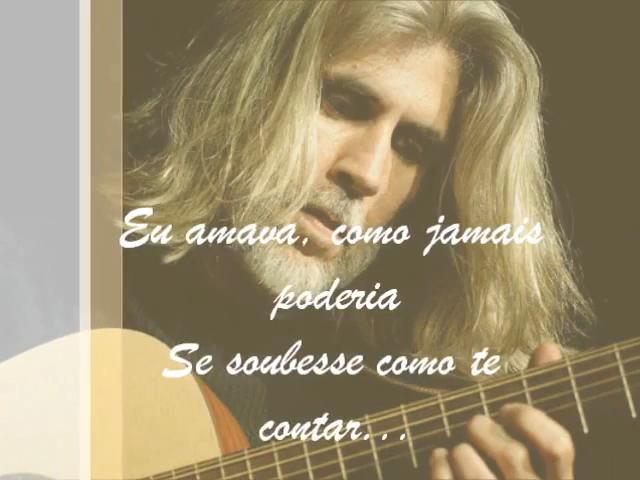 Eu amava, como jamais
poderia
Se soubesse como te
contar...